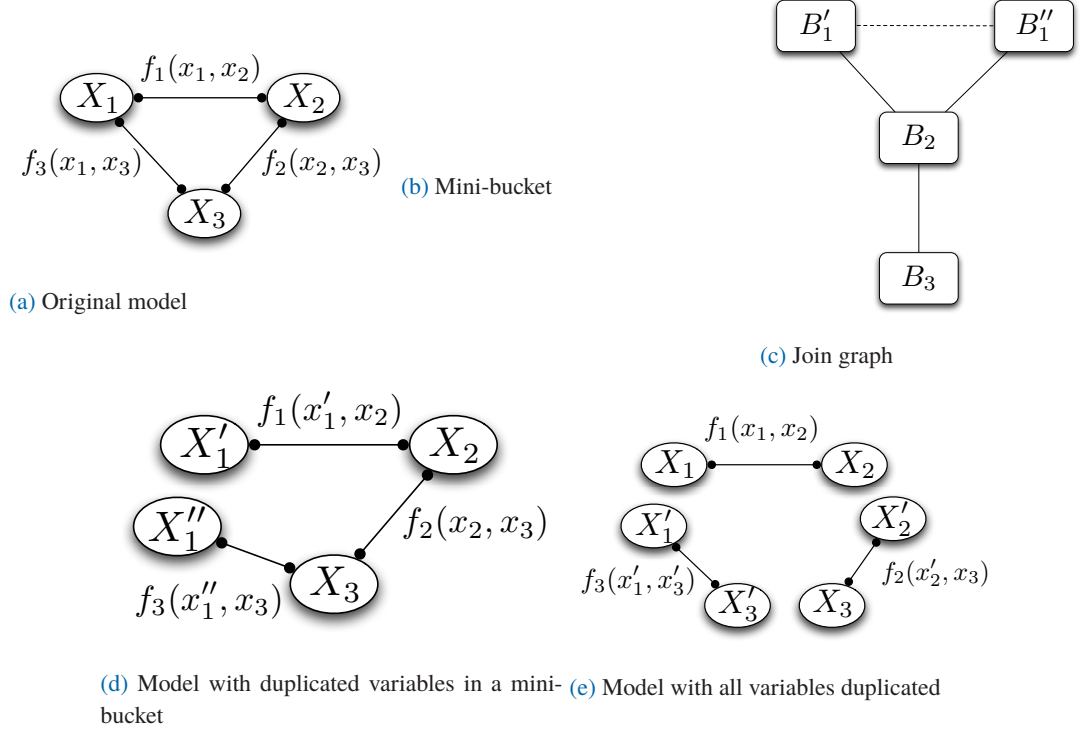 f₁(x₁, x₂)
X₁
X₂
f₃(x₁, x₃)
f₂(x₂, x₃)
X₃
(a) Original model
(b) Mini-bucket
B′₁
B″₁
B₂
B₃
(c) Join graph
f₁(x′₁, x₂)
X′₁
X₂
X″₁
f₂(x₂, x₃)
X₃
f₃(x″₁, x₃)
(d) Model with duplicated variables in a mini-
bucket
f₁(x₁, x₂)
X₁
X₂
X′₁
X′₂
f₃(x′₁, x′₃)
f₂(x′₂, x₃)
X′₃
X₃
(e) Model with all variables duplicated